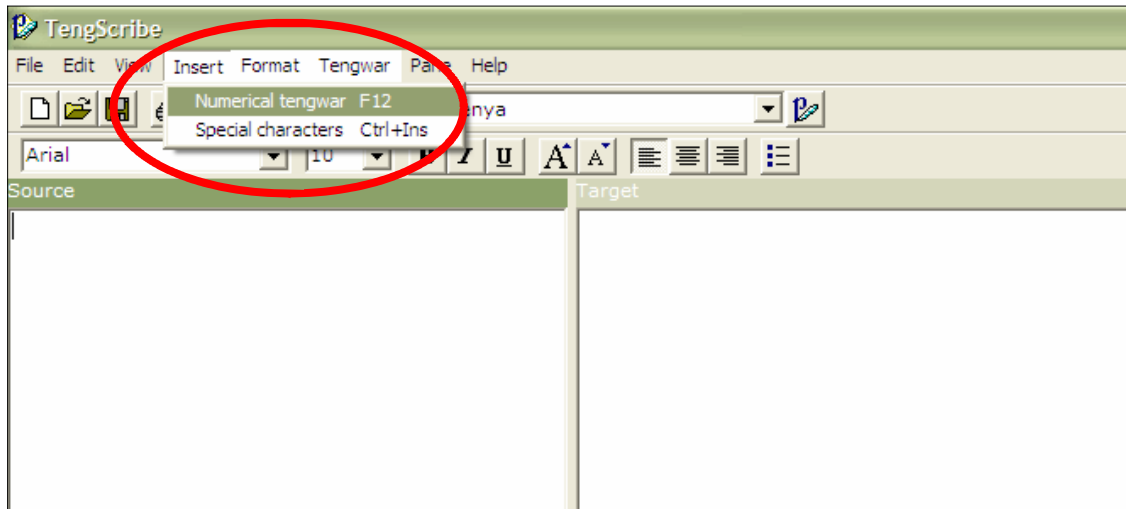 TengScribe
File Edit View Insert Format Tengwar Pane Help
Numerical tengwar F12
Special characters Ctrl+Ins
Arial 10 B I U A A
Source Target